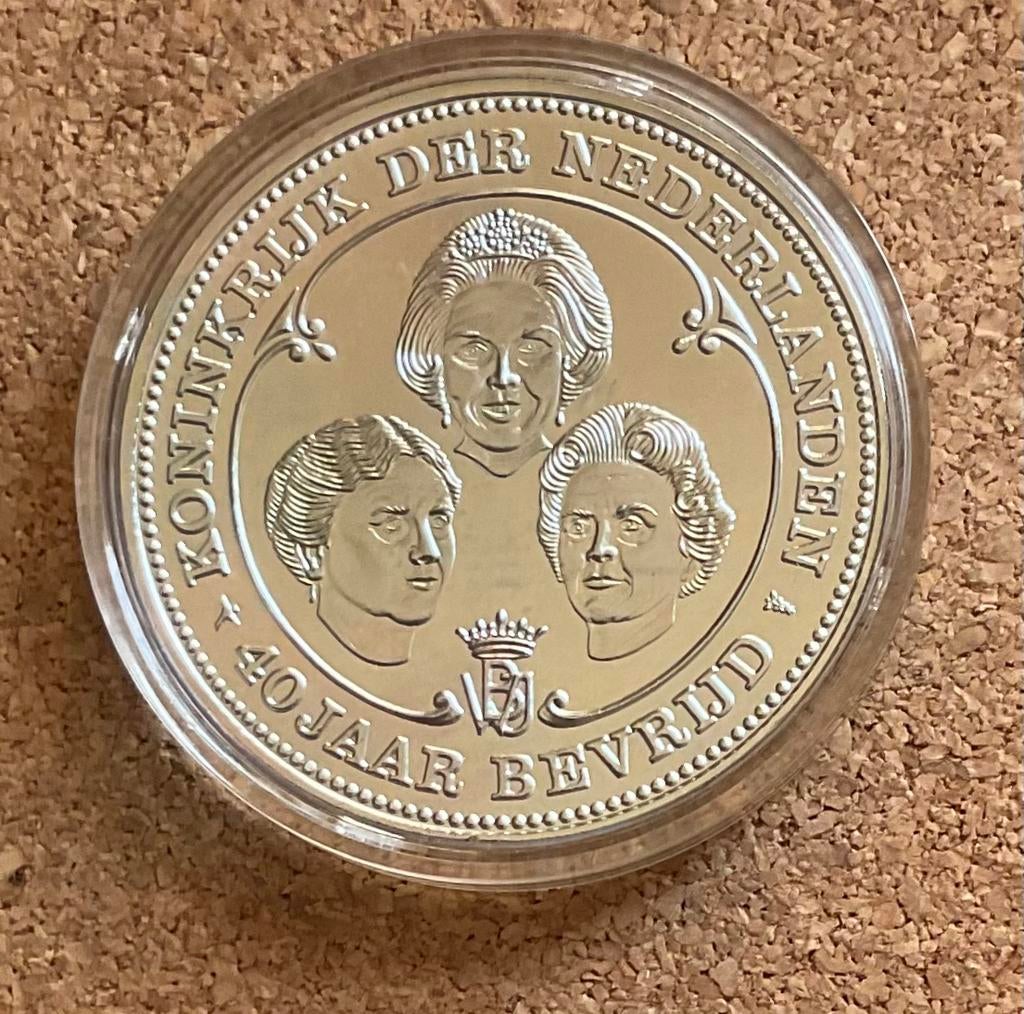 KONINKRIJK DER NEDERLANDEN
40 JAAR BEVRIJD